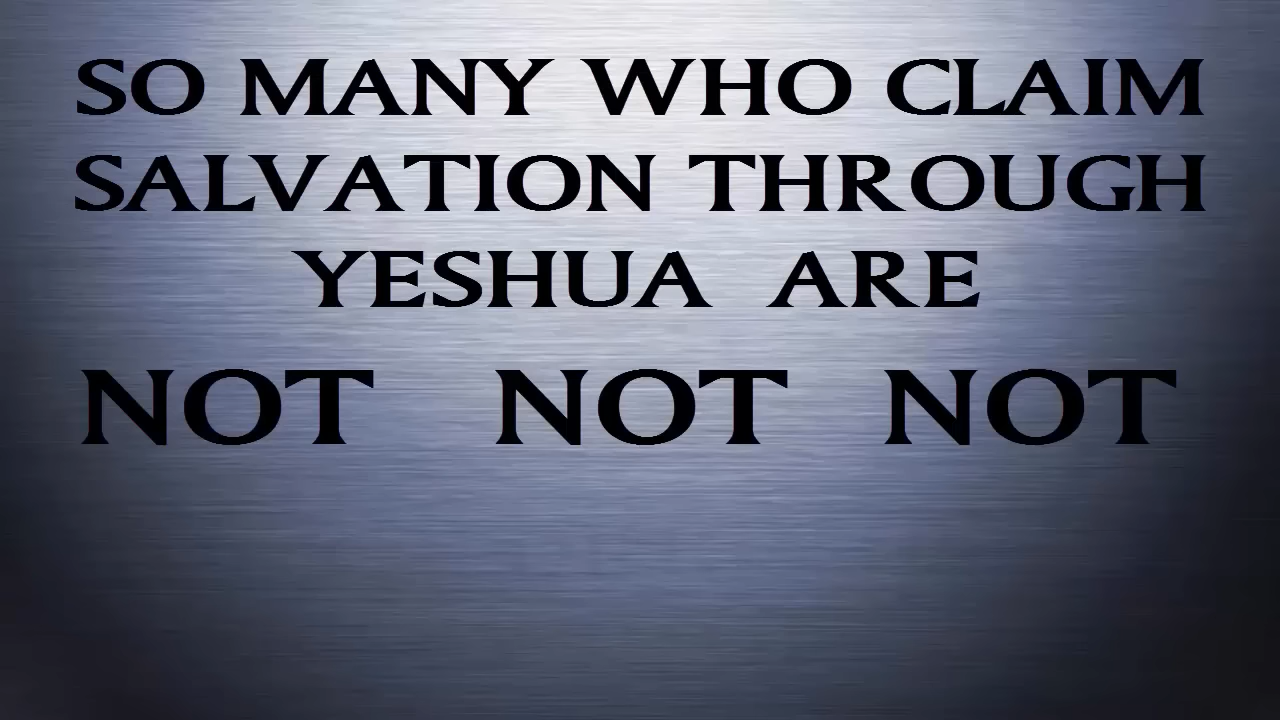 SO MANY WHO CLAIM
SALVATION THROUGH
YESHUA ARE
NOT NOT NOT